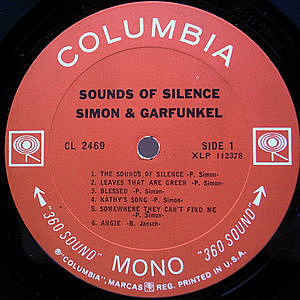 COLUMBIA
SOUNDS OF SILENCE
SIMON & GARFUNKEL
CL 2469
SIDE 1
XLP 112378
1. THE SOUNDS OF SILENCE -P. Simon-
2. LEAVES THAT ARE GREEN -P. Simon-
3. BLESSED -P. Simon-
4. KATHY'S SONG -P. Simon-
5. SOMEWHERE THEY CAN'T FIND ME
-P. Simon-
6. ANGIE -B. Jansch-
"360 SOUND" MONO "360 SOUND"
"COLUMBIA", MARCAS REG. PRINTED IN U.S.A.